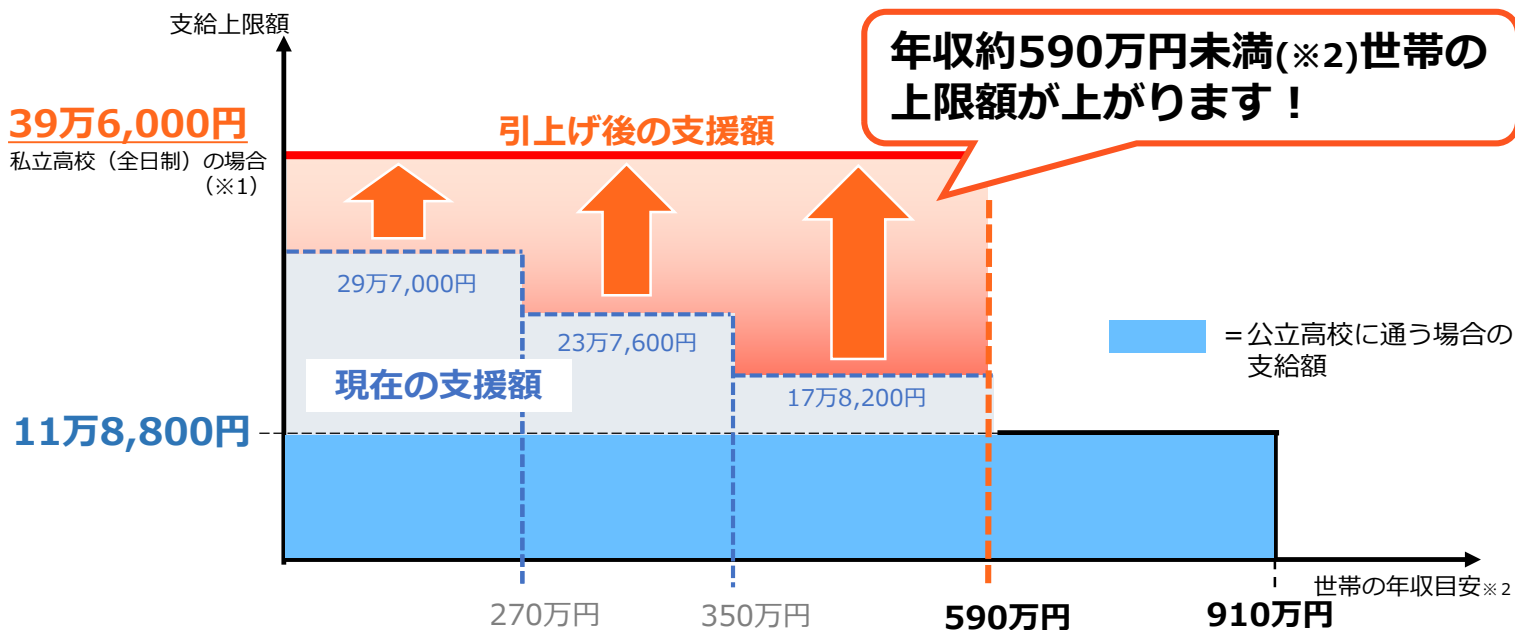 支給上限額
年収約590万円未満(※2)世帯の
上限額が上がります！
39万6,000円
私立高校（全日制）の場合
（※1）
引上げ後の支援額
29万7,000円
23万7,600円
＝公立高校に通う場合の
支給額
現在の支援額
17万8,200円
11万8,800円
世帯の年収目安※2
270万円
350万円
590万円
910万円